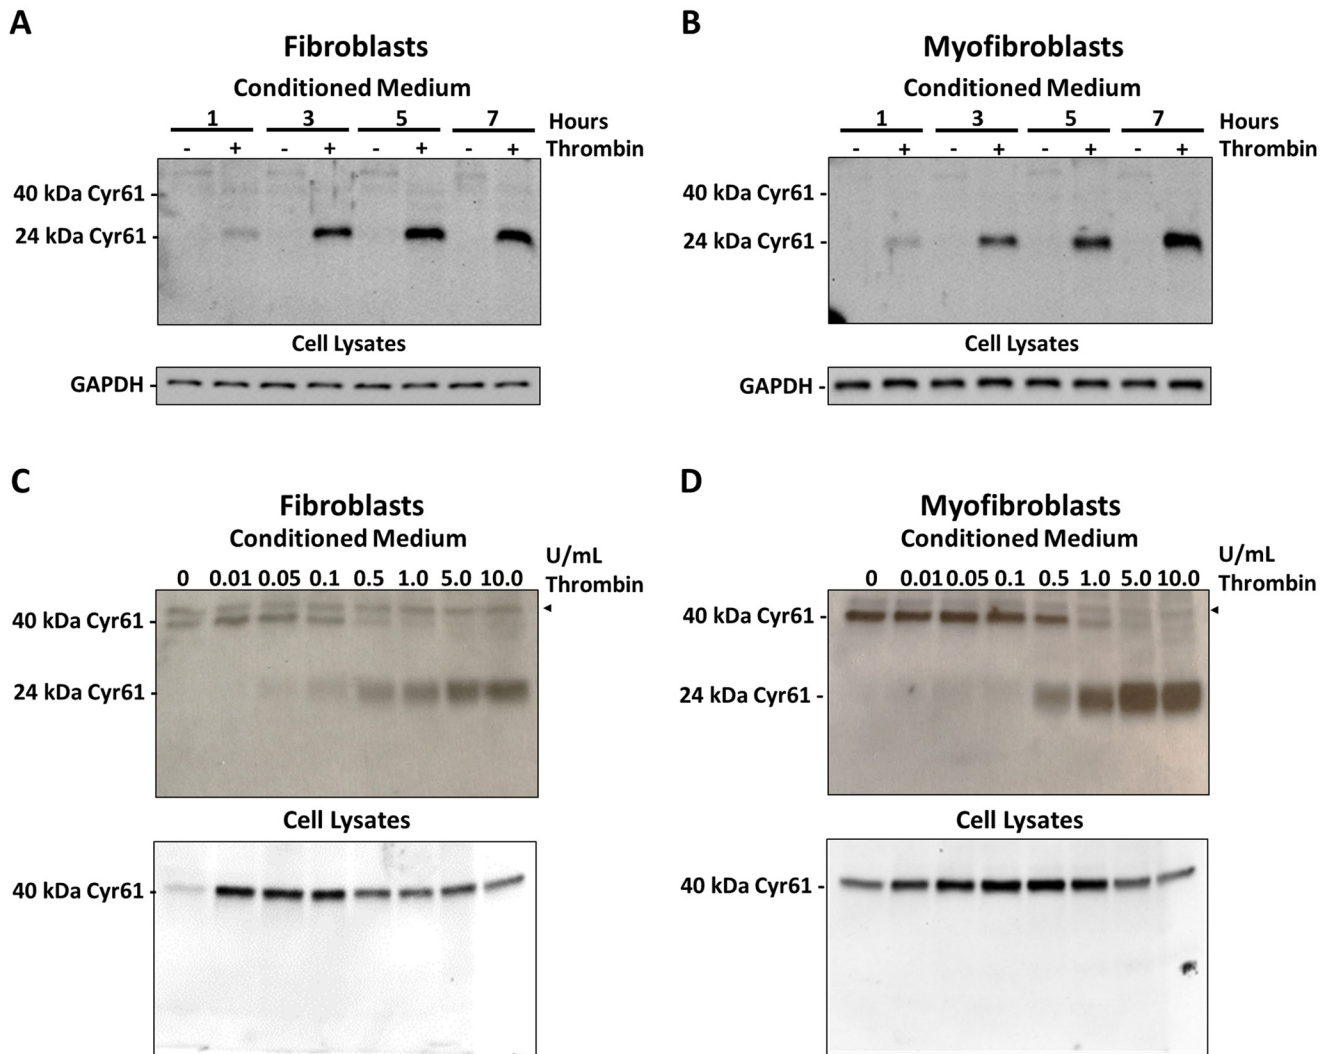 A
Fibroblasts
Conditioned Medium
1 3 5 7 Hours
- + - + - + - + Thrombin
40 kDa Cyr61 -
24 kDa Cyr61 -
Cell Lysates
GAPDH -
B
Myofibroblasts
Conditioned Medium
1 3 5 7 Hours
- + - + - + - + Thrombin
40 kDa Cyr61 -
24 kDa Cyr61 -
Cell Lysates
GAPDH -
C
Fibroblasts
Conditioned Medium
U/mL
0 0.01 0.05 0.1 0.5 1.0 5.0 10.0 Thrombin
40 kDa Cyr61 -
24 kDa Cyr61 -
Cell Lysates
40 kDa Cyr61 -
D
Myofibroblasts
Conditioned Medium
U/mL
0 0.01 0.05 0.1 0.5 1.0 5.0 10.0 Thrombin
40 kDa Cyr61 -
24 kDa Cyr61 -
Cell Lysates
40 kDa Cyr61 -